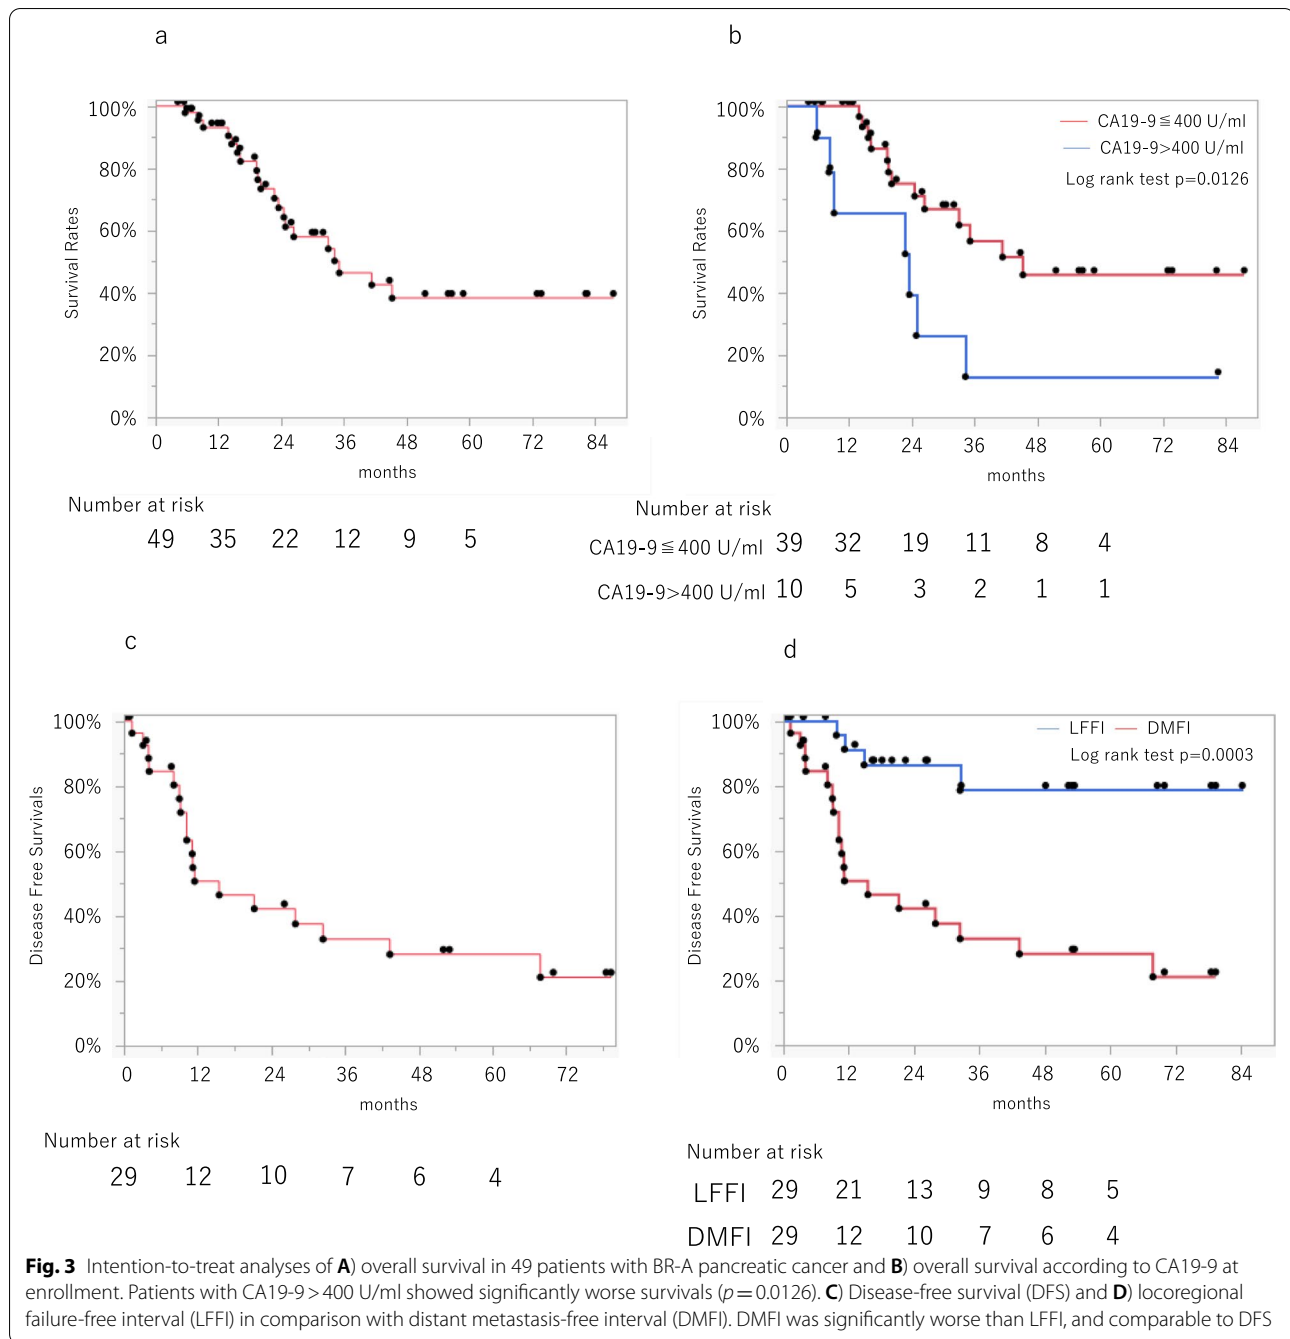 a
100%
80%
60%
40%
20%
0%
Survival Rates
0 12 24 36 48 60 72 84
months
Number at risk
49 35 22 12 9 5
b
100%
80%
60%
40%
20%
0%
Survival Rates
CA19-9≦400 U/ml
CA19-9>400 U/ml
Log rank test p=0.0126
0 12 24 36 48 60 72 84
months
Number at risk
CA19-9≦400 U/ml 39 32 19 11 8 4
CA19-9>400 U/ml 10 5 3 2 1 1
c
100%
80%
60%
40%
20%
0%
Disease Free Survivals
0 12 24 36 48 60 72
months
Number at risk
29 12 10 7 6 4
d
100%
80%
60%
40%
20%
0%
Disease Free Survivals
LFFI DMFI
Log rank test p=0.0003
0 12 24 36 48 60 72 84
months
Number at risk
LFFI 29 21 13 9 8 5
DMFI 29 12 10 7 6 4
Fig. 3 Intention-to-treat analyses of A) overall survival in 49 patients with BR-A pancreatic cancer and B) overall survival according to CA19-9 at
enrollment. Patients with CA19-9 > 400 U/ml showed significantly worse survivals (p = 0.0126). C) Disease-free survival (DFS) and D) locoregional
failure-free interval (LFFI) in comparison with distant metastasis-free interval (DMFI). DMFI was significantly worse than LFFI, and comparable to DFS